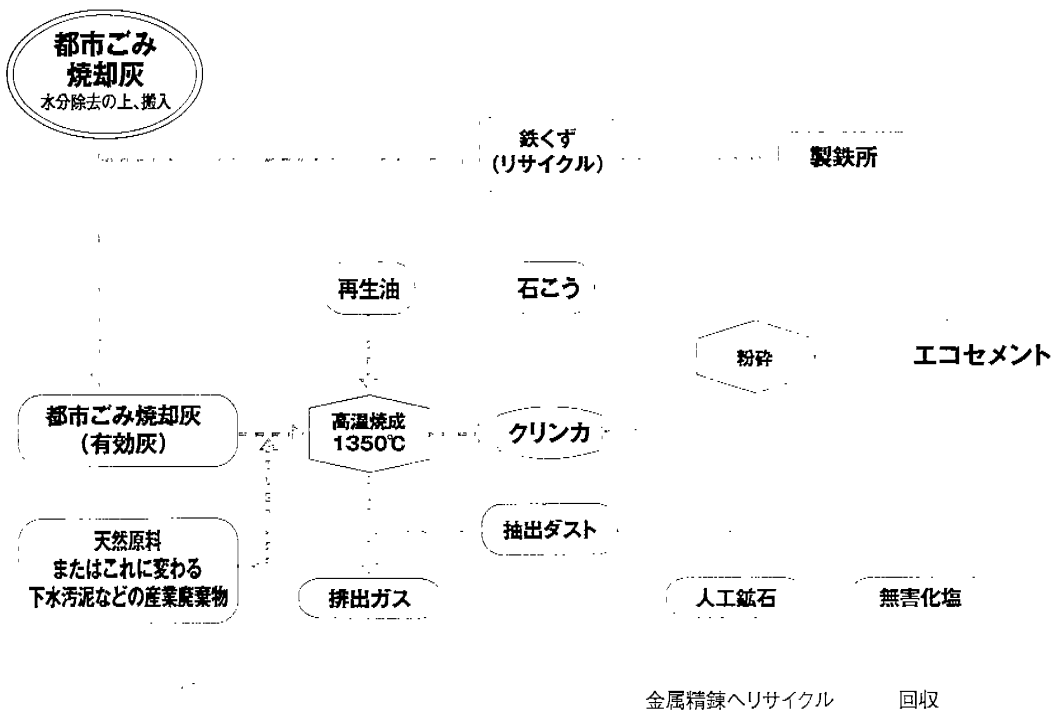 都市ごみ
焼却灰
水分除去の上、搬入
鉄くず
(リサイクル)
製鉄所
再生油
石こう
粉砕
エコセメント
都市ごみ焼却灰
(有効灰)
高温焼成
1350℃
クリンカ
抽出ダスト
天然原料
またはこれに変わる
下水汚泥などの産業廃棄物
排出ガス
人工鉱石
無害化塩
金属精錬へリサイクル
回収